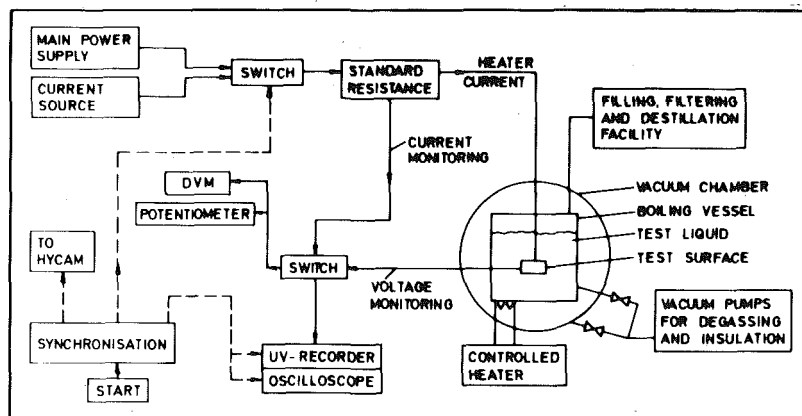 MAIN POWER
SUPPLY
CURRENT
SOURCE
SWITCH
STANDARD
RESISTANCE
HEATER
CURRENT
FILLING, FILTERING
AND DESTILLATION
FACILITY
CURRENT
MONITORING
DVM
POTENTIOMETER
VACUUM CHAMBER
BOILING VESSEL
TEST LIQUID
TEST SURFACE
TO
HYCAM
SWITCH
VOLTAGE
MONITORING
SYNCHRONISATION
START
UV-RECORDER
OSCILLOSCOPE
CONTROLLED
HEATER
VACUUM PUMPS
FOR DEGASSING
AND INSULATION